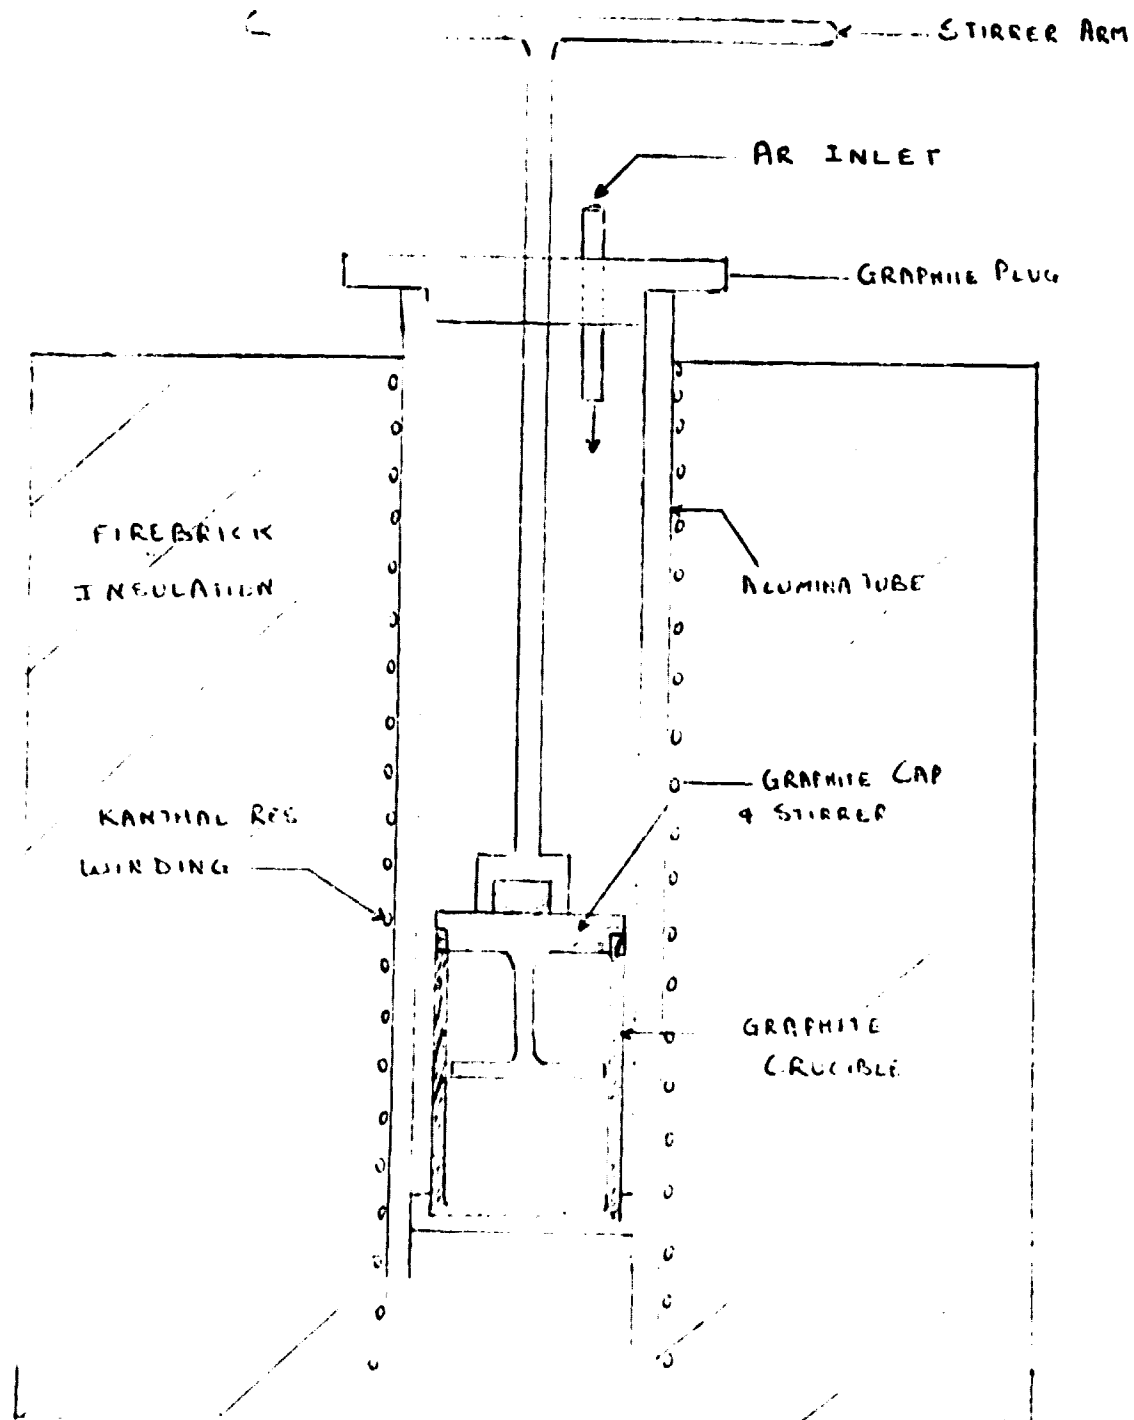 STIRRER ARM
AR INLET
GRAPHITE PLUG
FIREBRICK
INSULATION
ALUMINA TUBE
GRAPHITE CAP
& STIRRER
KANTHAL RES
WINDING
GRAPHITE
CRUCIBLE